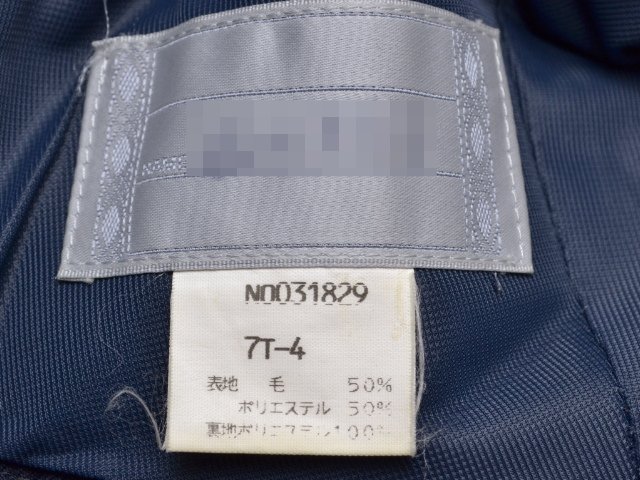 NO031829
7T-4
表地 毛 50%
ポリエステル 50%
裏地ポリエステル100%